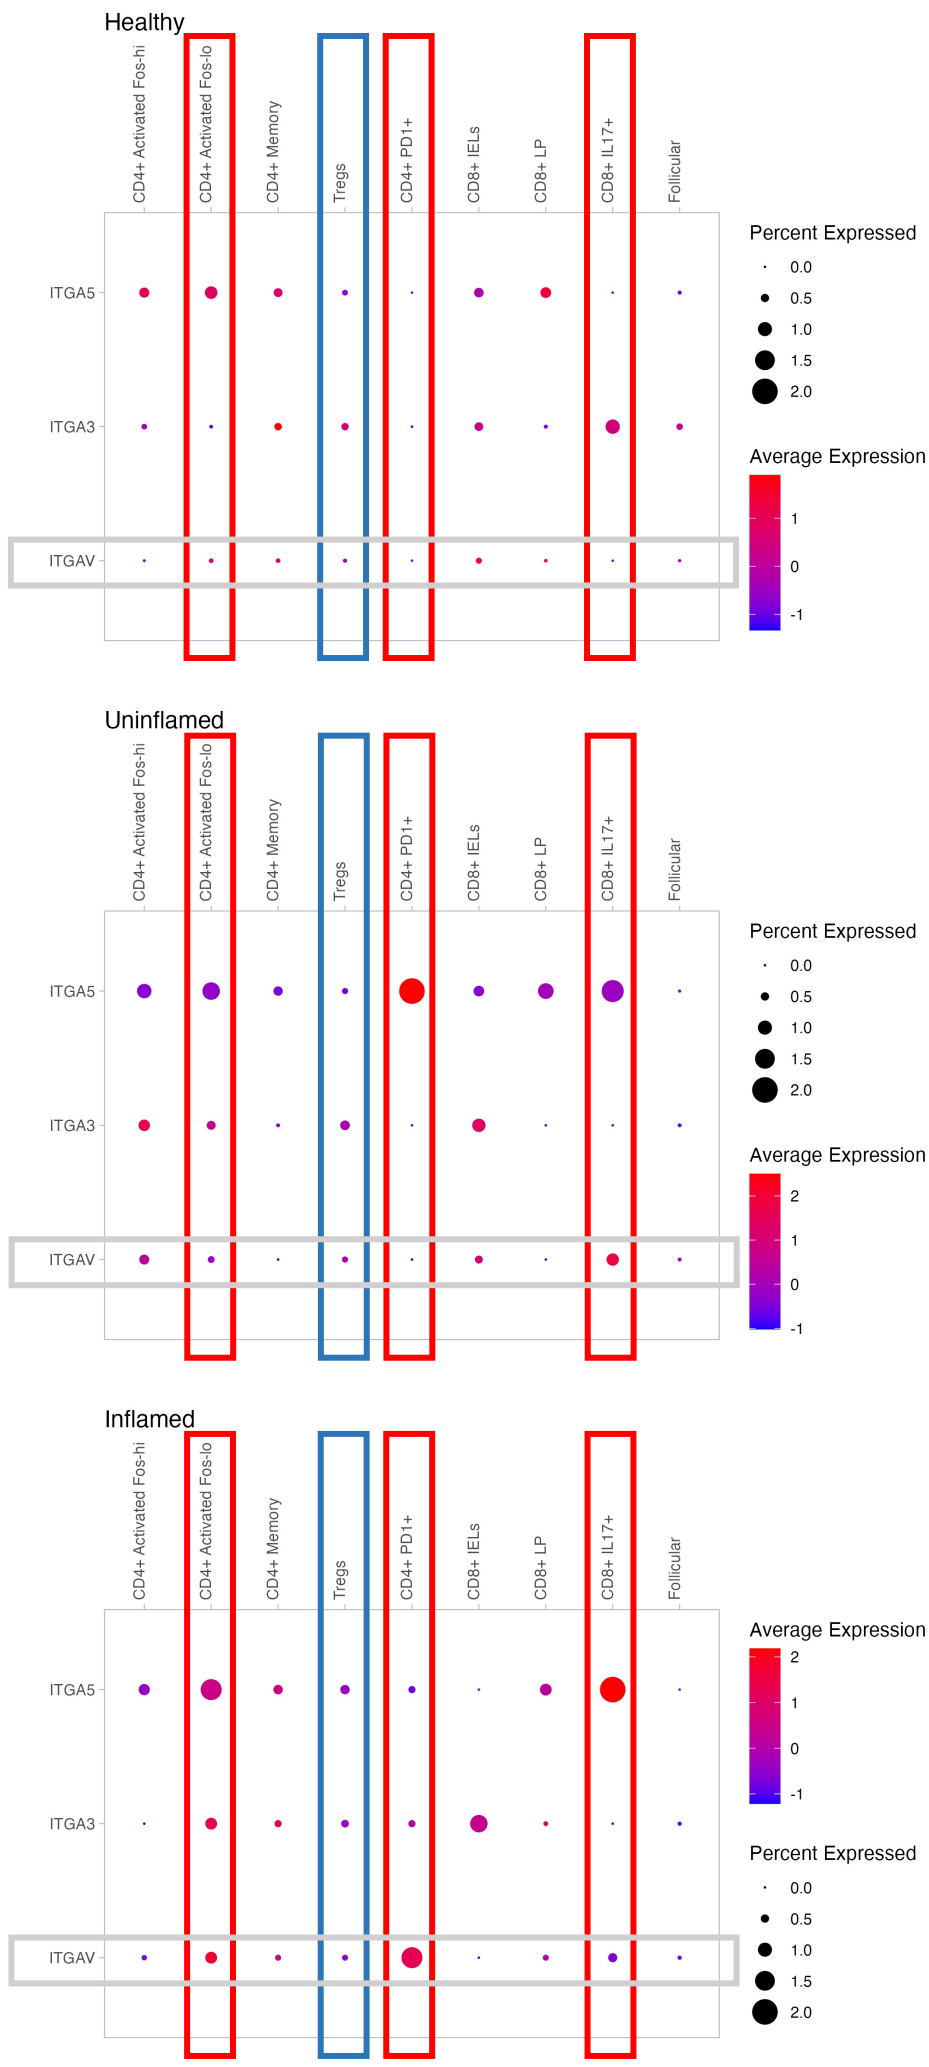 Healthy
CD4+ Activated Fos-hi
CD4+ Activated Fos-lo
CD4+ Memory
Tregs
CD4+ PD1+
CD8+ IELs
CD8+ LP
CD8+ IL17+
Follicular
ITGA5
ITGA3
ITGAV
Percent Expressed
0.0
0.5
1.0
1.5
2.0
Average Expression
1
0
-1
Uninflamed
CD4+ Activated Fos-hi
CD4+ Activated Fos-lo
CD4+ Memory
Tregs
CD4+ PD1+
CD8+ IELs
CD8+ LP
CD8+ IL17+
Follicular
ITGA5
ITGA3
ITGAV
Percent Expressed
0.0
0.5
1.0
1.5
2.0
Average Expression
2
1
0
-1
Inflamed
CD4+ Activated Fos-hi
CD4+ Activated Fos-lo
CD4+ Memory
Tregs
CD4+ PD1+
CD8+ IELs
CD8+ LP
CD8+ IL17+
Follicular
ITGA5
ITGA3
ITGAV
Average Expression
2
1
0
-1
Percent Expressed
0.0
0.5
1.0
1.5
2.0